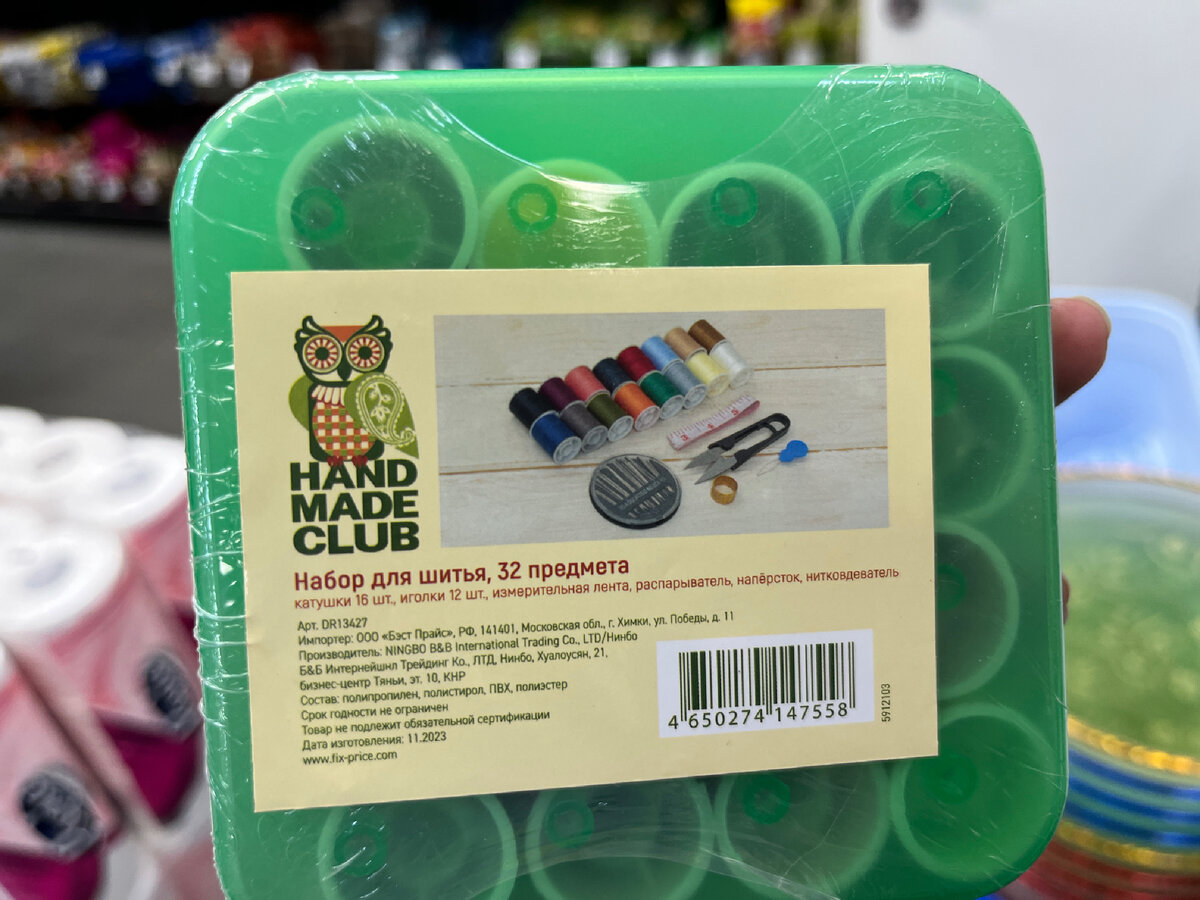 HAND
MADE
CLUB
Набор для шитья, 32 предмета
катушки 16 шт., иголки 12 шт., измерительная лента, распарыватель, напёрсток, нитковдеватель
Арт. DR13427
Импортер: ООО «Бэст Прайс», РФ, 141401, Московская обл., г. Химки, ул. Победы, д. 11
Производитель: NINGBO B&B International Trading Co., LTD/Нинбо
Б&Б Интернейшнл Трейдинг Ко., ЛТД, Нинбо, Хуалоусян, 21,
бизнес-центр Тяньи, эт. 10, КНР
Состав: полипропилен, полистирол, ПВХ, полиэстер
Срок годности не ограничен
Товар не подлежит обязательной сертификации
Дата изготовления: 11.2023
www.fix-price.com
4 650274 147558
5912103